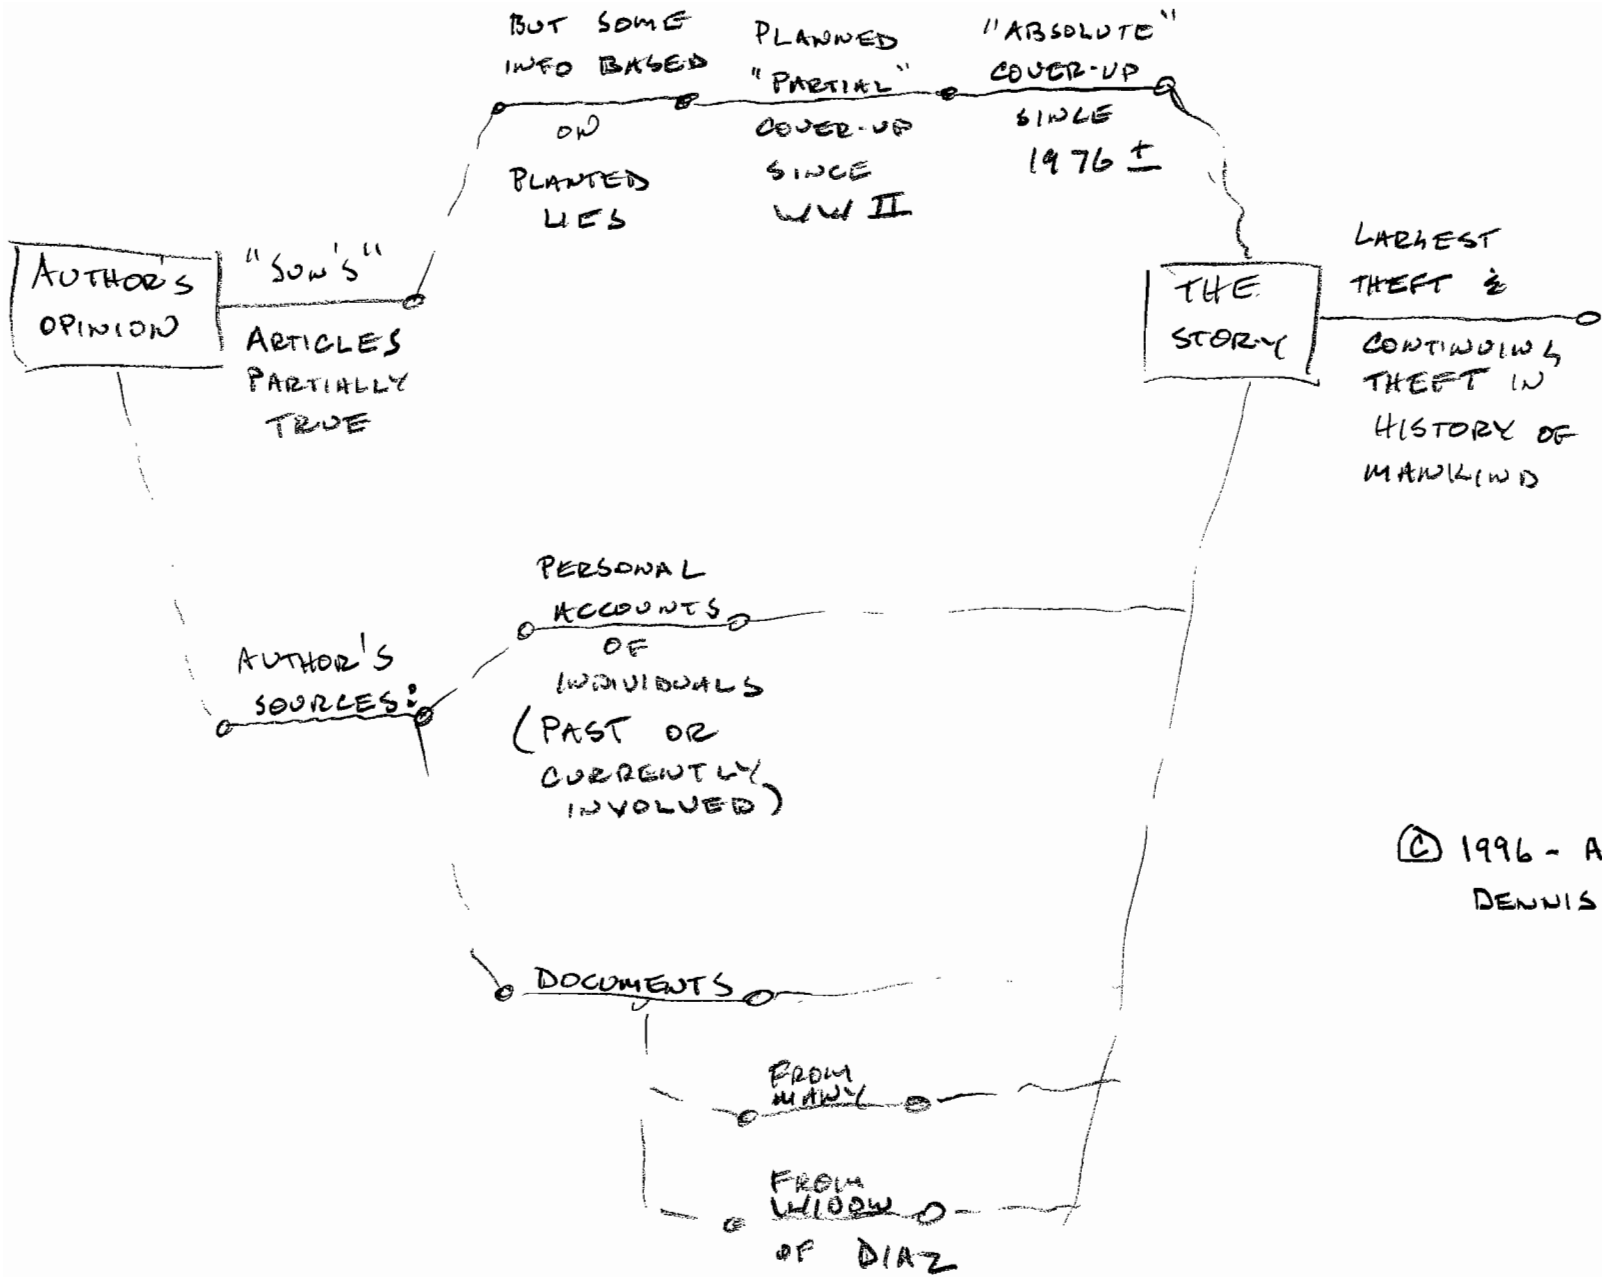 BUT SOME
INFO BASED
ON
PLANTED
LIES
PLANNED
"PARTIAL"
COVER-UP
SINCE
WW II
"ABSOLUTE"
COVER-UP
SINCE
1976 ±
AUTHOR'S
OPINION
"SUN'S"
ARTICLES
PARTIALLY
TRUE
THE
STORY
LARGEST
THEFT &
CONTINUING
THEFT IN
HISTORY OF
MANKIND
PERSONAL
ACCOUNTS
OF
INDIVIDUALS
(PAST OR
CURRENTLY
INVOLVED)
AUTHOR'S
SOURCES:
© 1996 - A
DENNIS
DOCUMENTS
FROM
MANY
FROM
WIDOW
OF DIAZ